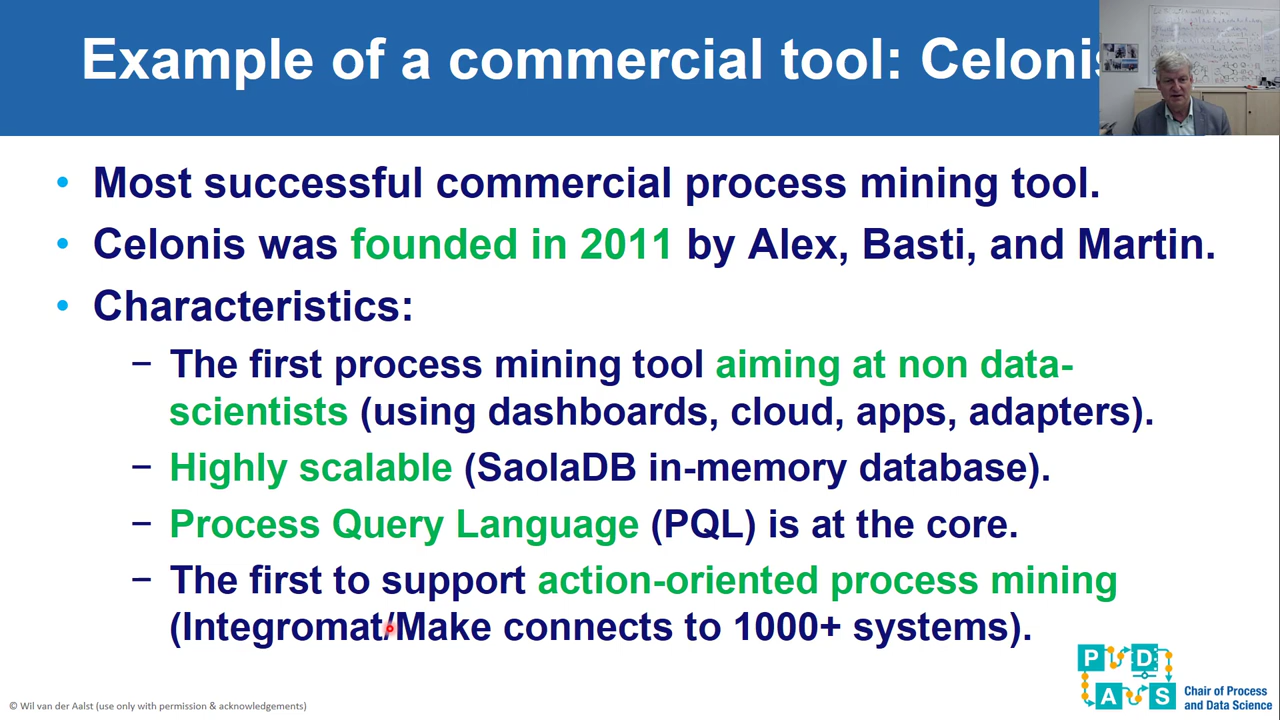 Example of a commercial tool: Celonis
• Most successful commercial process mining tool.
• Celonis was founded in 2011 by Alex, Basti, and Martin.
• Characteristics:
− The first process mining tool aiming at non data-
scientists (using dashboards, cloud, apps, adapters).
− Highly scalable (SaolaDB in-memory database).
− Process Query Language (PQL) is at the core.
− The first to support action-oriented process mining
(Integromat/Make connects to 1000+ systems).
P D
A S
Chair of Process
and Data Science
© Wil van der Aalst (use only with permission & acknowledgements)